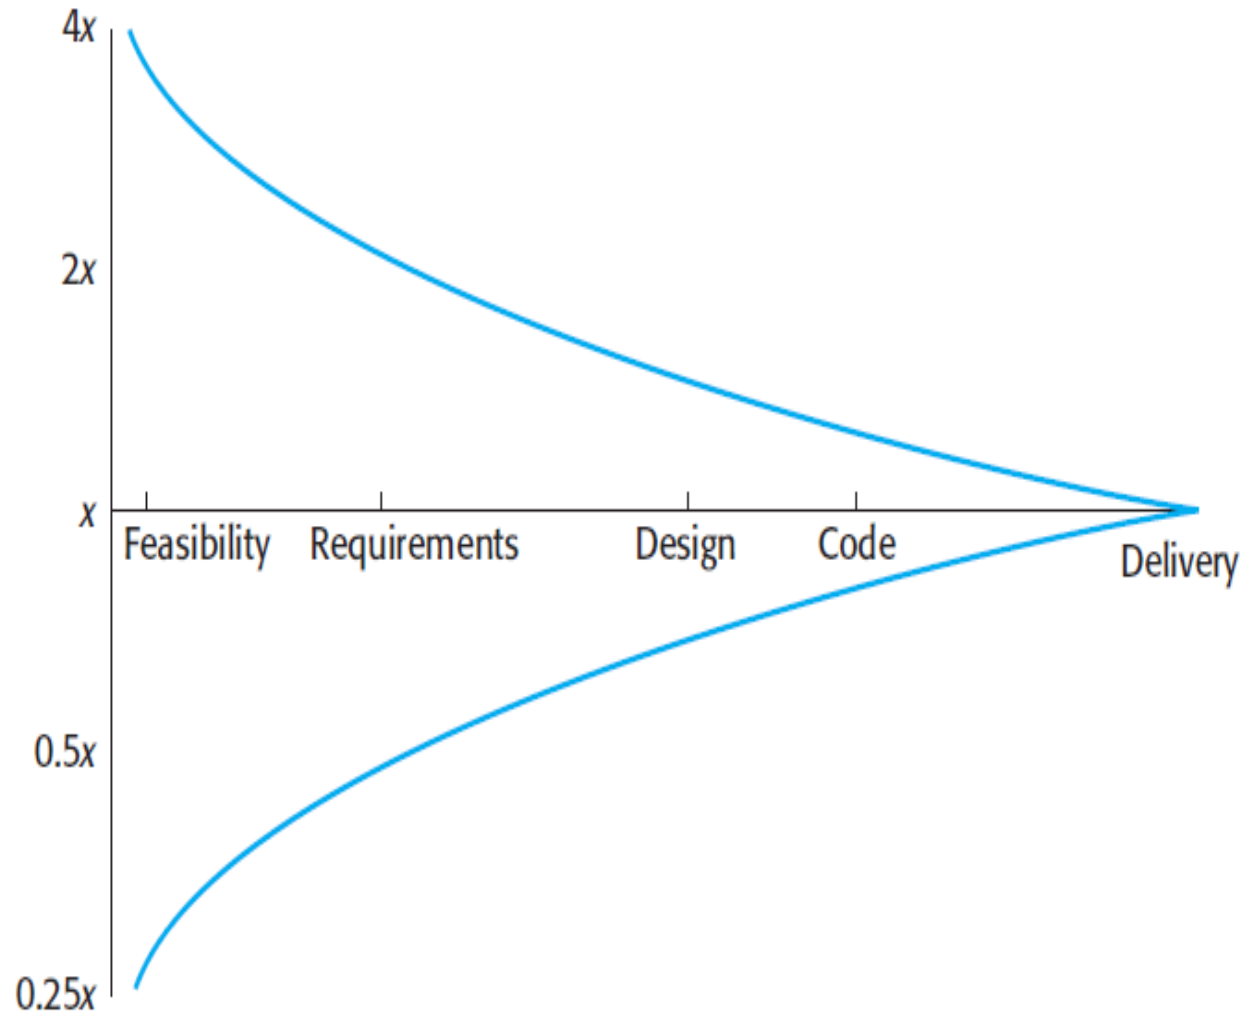 4x
2x
x
Feasibility Requirements Design Code Delivery
0.5x
0.25x